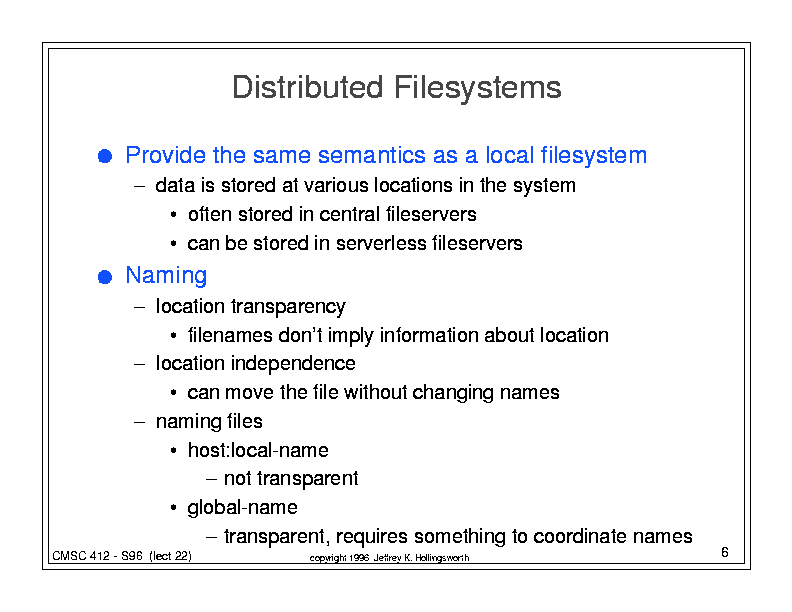 Distributed Filesystems
● Provide the same semantics as a local filesystem
– data is stored at various locations in the system
• often stored in central fileservers
• can be stored in serverless fileservers
● Naming
– location transparency
• filenames don't imply information about location
– location independence
• can move the file without changing names
– naming files
• host:local-name
– not transparent
• global-name
– transparent, requires something to coordinate names
CMSC 412 - S96 (lect 22)
copyright 1996 Jeffrey K. Hollingsworth
6